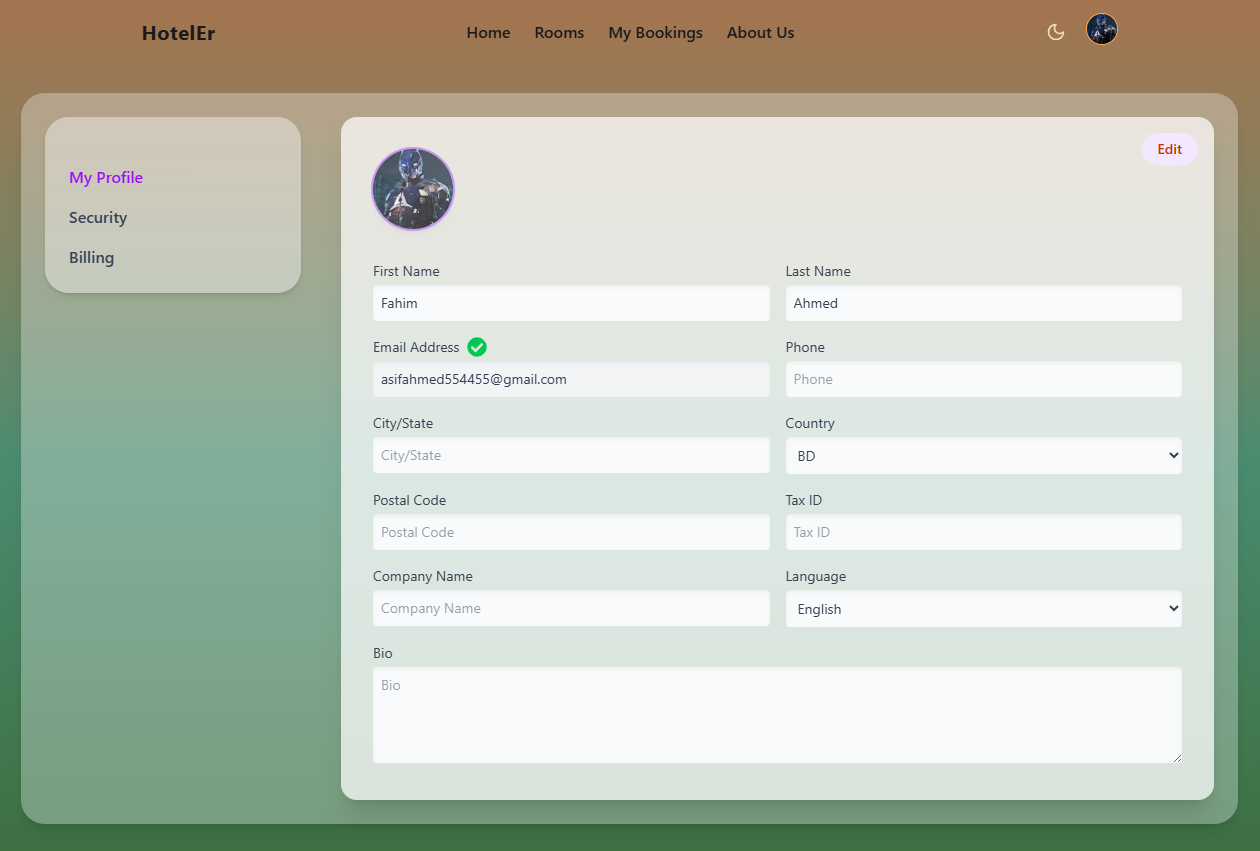 HotelEr
Home Rooms My Bookings About Us
My Profile
Security
Billing
Edit
First Name
Last Name
Fahim
Ahmed
Email Address
Phone
asifahmed554455@gmail.com
Phone
City/State
Country
City/State
BD
Postal Code
Tax ID
Postal Code
Tax ID
Company Name
Language
Company Name
English
Bio
Bio